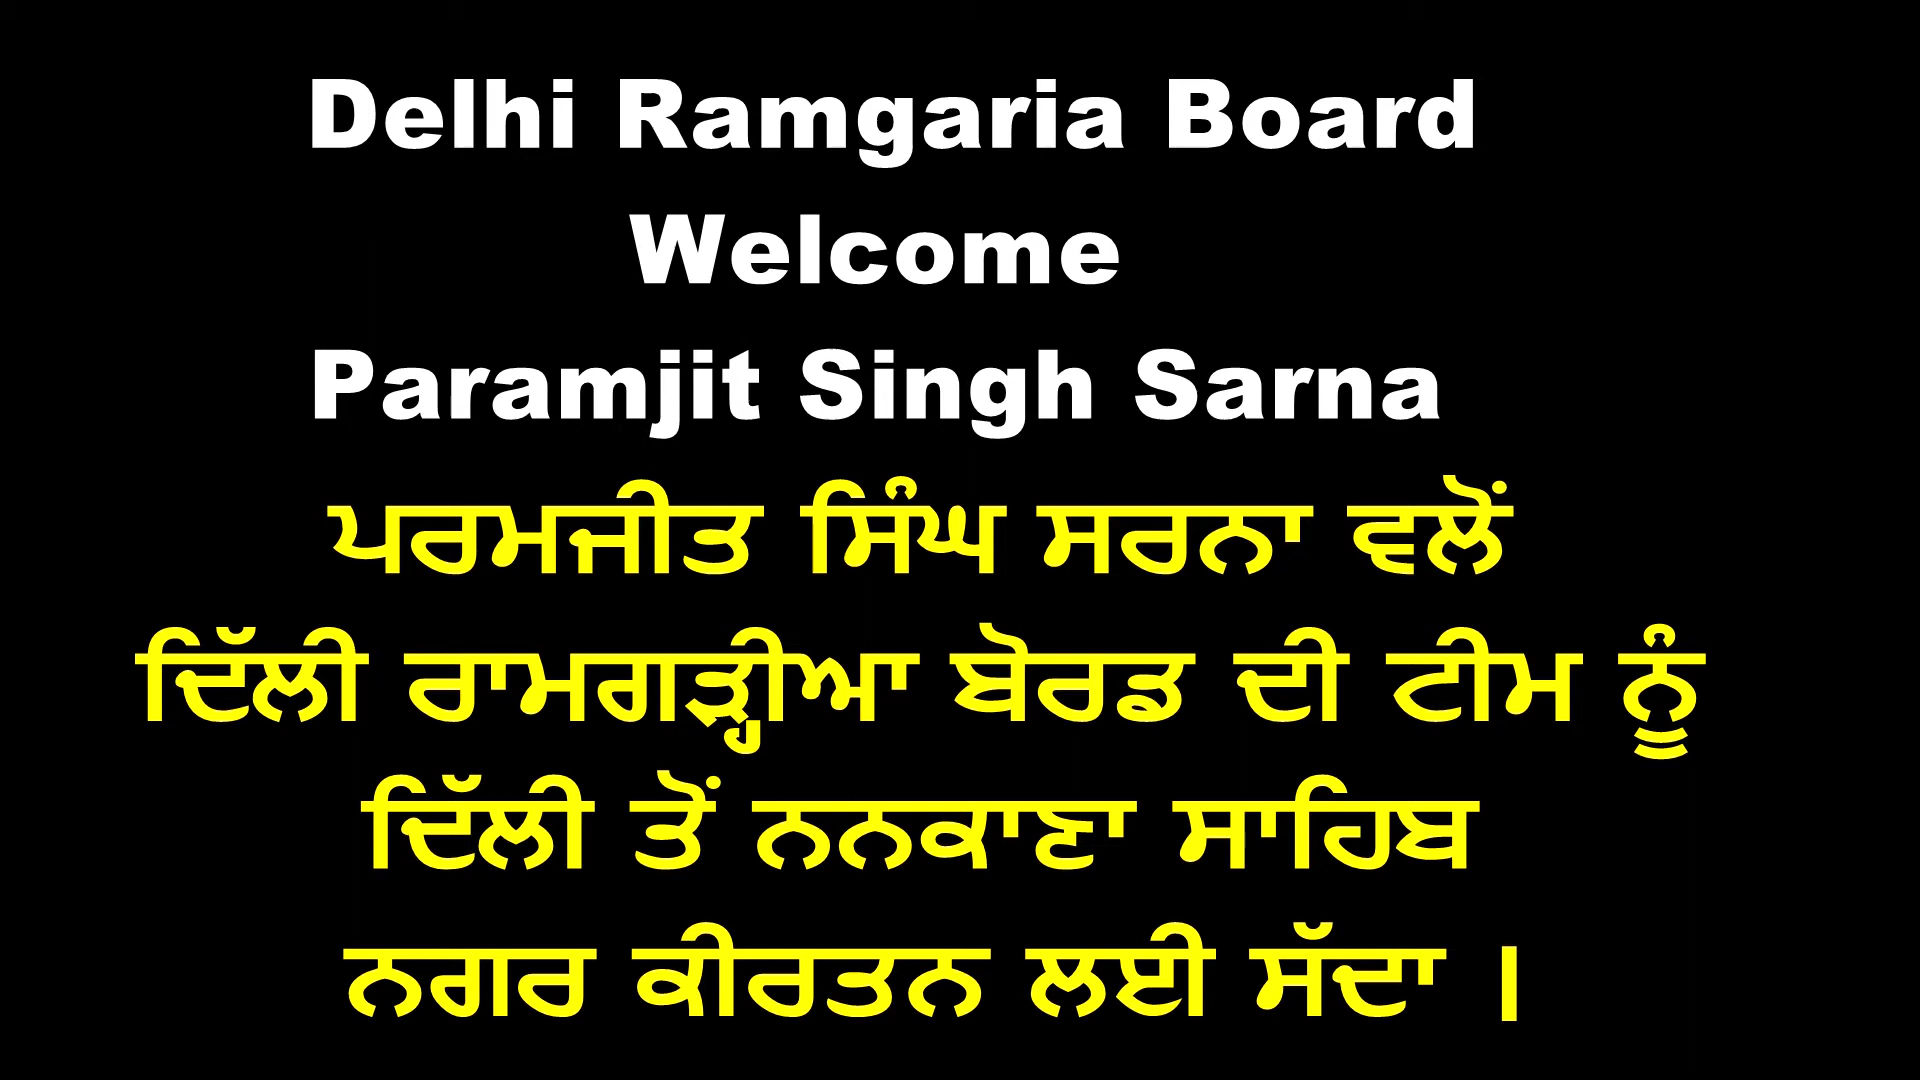 Delhi Ramgaria Board
Welcome
Paramjit Singh Sarna
ਪਰਮਜੀਤ ਸਿੰਘ ਸਰਨਾ ਵਲੋਂ
ਦਿੱਲੀ ਰਾਮਗੜ੍ਹੀਆ ਬੋਰਡ ਦੀ ਟੀਮ ਨੂੰ
ਦਿੱਲੀ ਤੋਂ ਨਨਕਾਣਾ ਸਾਹਿਬ
ਨਗਰ ਕੀਰਤਨ ਲਈ ਸੱਦਾ ।